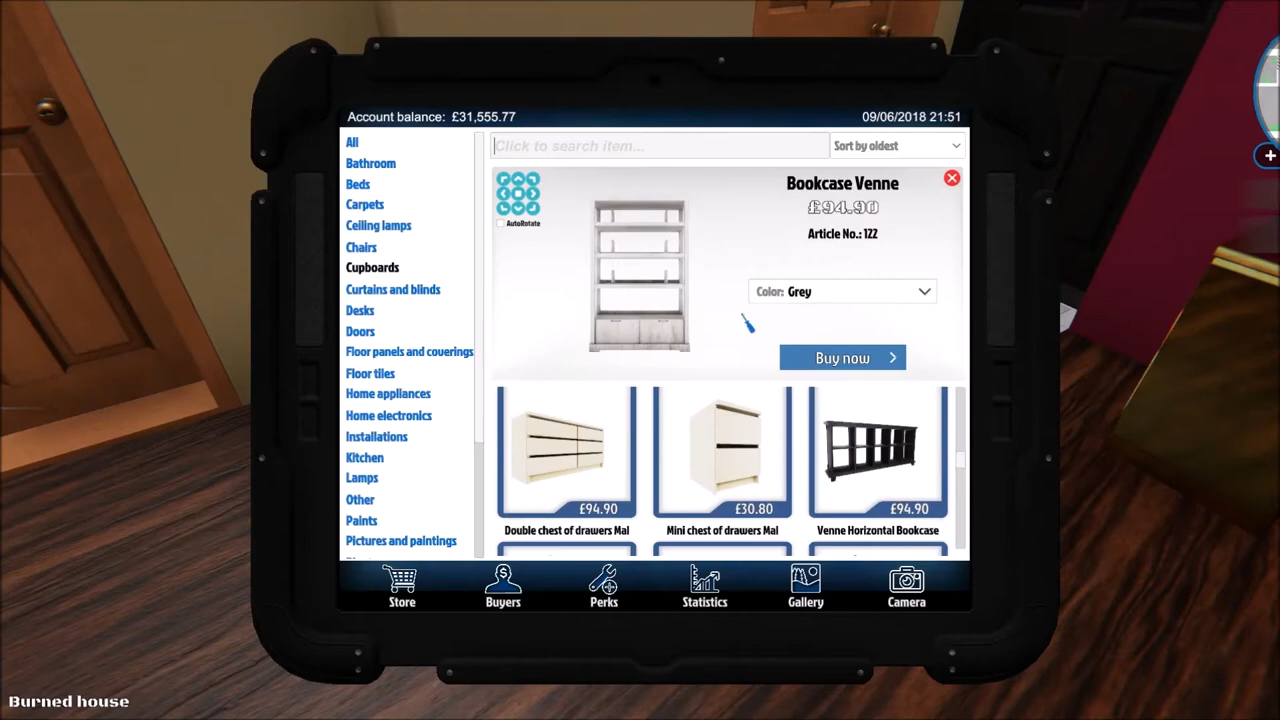 Account balance: £31,555.77
09/06/2018 21:51
All
Bathroom
Beds
Carpets
Ceiling lamps
Chairs
Cupboards
Curtains and blinds
Desks
Doors
Floor panels and coverings
Floor tiles
Home appliances
Home electronics
Installations
Kitchen
Lamps
Other
Paints
Pictures and paintings
Click to search item...
Sort by oldest
AutoRotate
Bookcase Venne
£94.90
Article No.: 122
Color: Grey
Buy now
£94.90
Double chest of drawers Mal
£30.80
Mini chest of drawers Mal
£94.90
Venne Horizontal Bookcase
Store
Buyers
Perks
Statistics
Gallery
Camera
Burned house